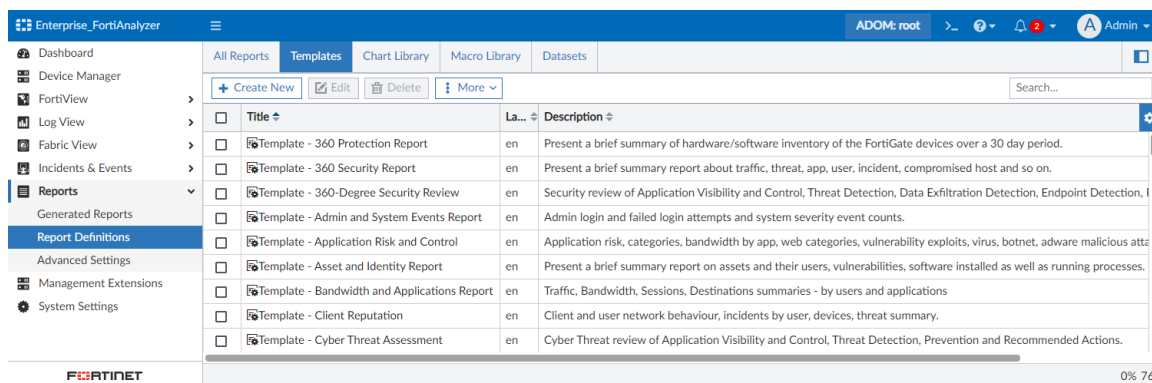 Enterprise_FortiAnalyzer
ADOM: root
2
A
Admin
Dashboard
Device Manager
FortiView
Log View
Fabric View
Incidents & Events
Reports
Generated Reports
Report Definitions
Advanced Settings
Management Extensions
System Settings
FORTINET
All Reports Templates Chart Library Macro Library Datasets
+ Create New Edit Delete More
Search...
Title La... Description
Template - 360 Protection Report en Present a brief summary of hardware/software inventory of the FortiGate devices over a 30 day period.
Template - 360 Security Report en Present a brief summary report about traffic, threat, app, user, incident, compromised host and so on.
Template - 360-Degree Security Review en Security review of Application Visibility and Control, Threat Detection, Data Exfiltration Detection, Endpoint Detection,
Template - Admin and System Events Report en Admin login and failed login attempts and system severity event counts.
Template - Application Risk and Control en Application risk, categories, bandwidth by app, web categories, vulnerability exploits, virus, botnet, adware malicious atta
Template - Asset and Identity Report en Present a brief summary report on assets and their users, vulnerabilities, software installed as well as running processes.
Template - Bandwidth and Applications Report en Traffic, Bandwidth, Sessions, Destinations summaries - by users and applications
Template - Client Reputation en Client and user network behaviour, incidents by user, devices, threat summary.
Template - Cyber Threat Assessment en Cyber Threat review of Application Visibility and Control, Threat Detection, Prevention and Recommended Actions.
0% 76